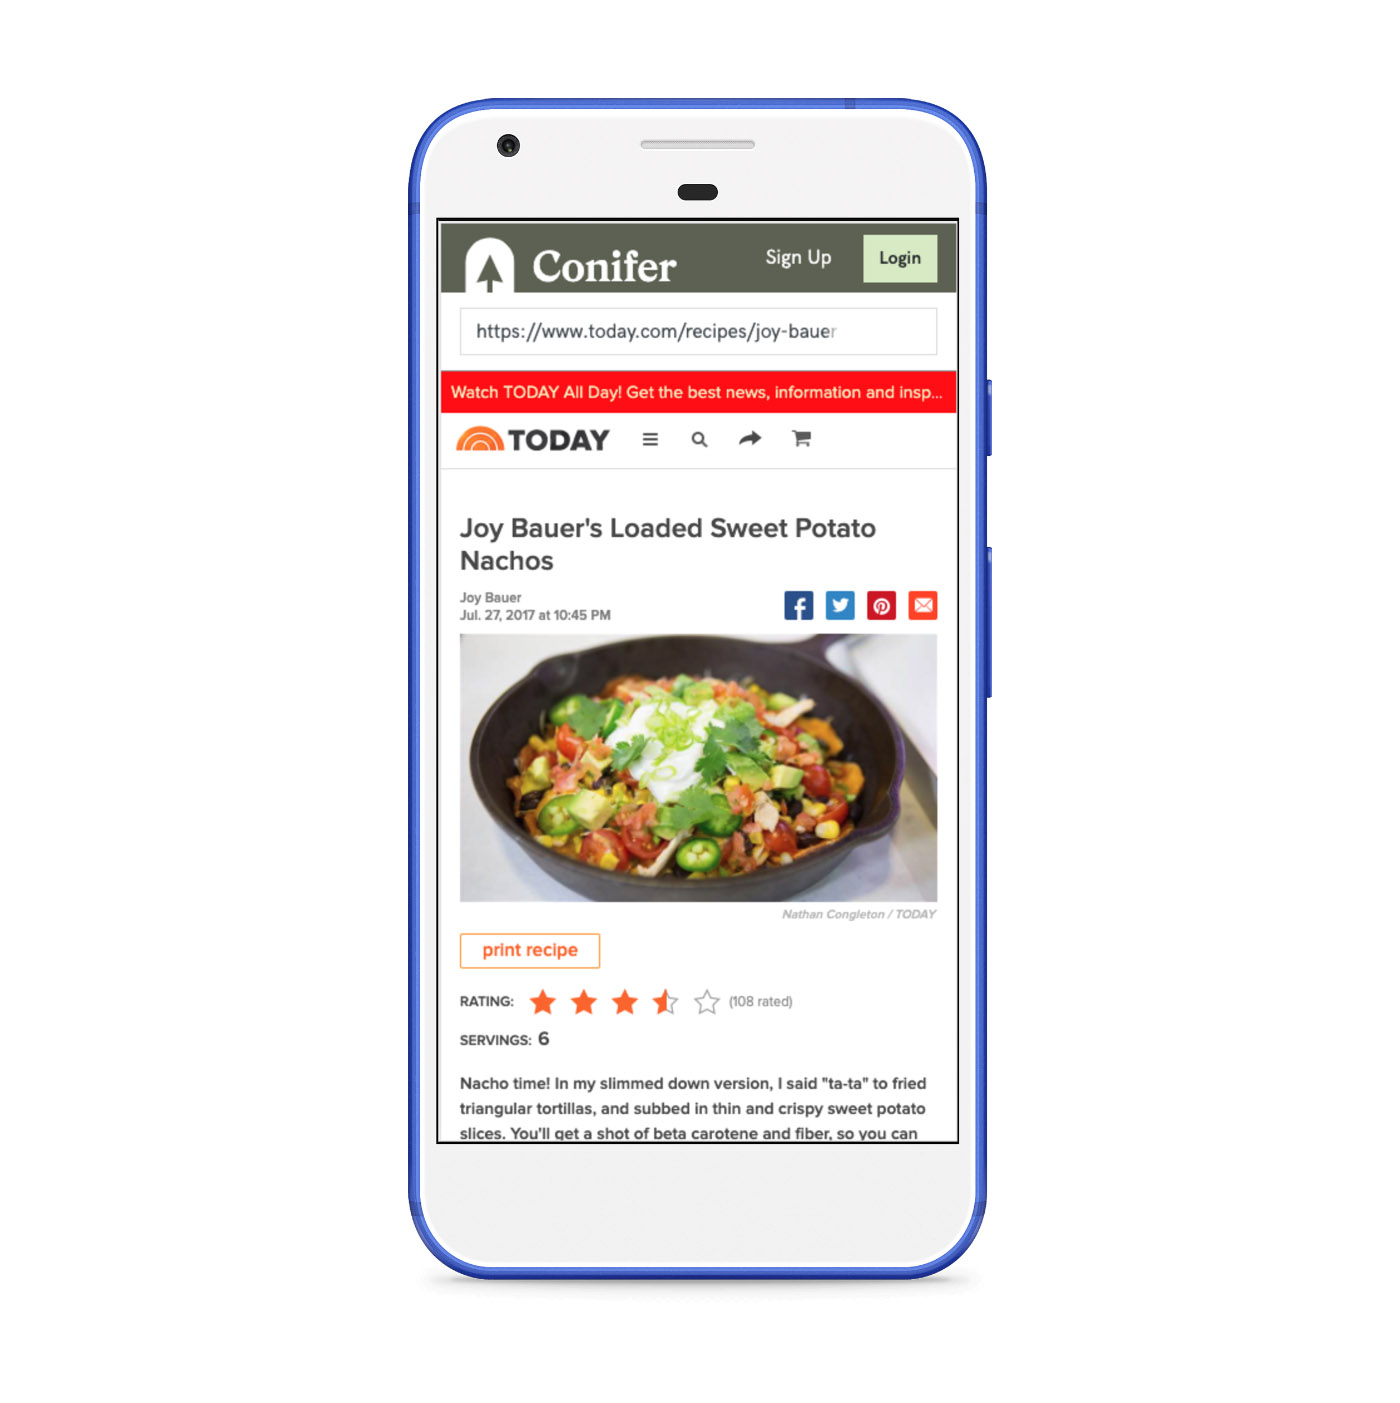 Conifer
Sign Up
Login
https://www.today.com/recipes/joy-bauer
Watch TODAY All Day! Get the best news, information and insp...
TODAY
Joy Bauer's Loaded Sweet Potato
Nachos
Joy Bauer
Jul. 27, 2017 at 10:45 PM
Nathan Congleton / TODAY
print recipe
RATING: (108 rated)
SERVINGS: 6
Nacho time! In my slimmed down version, I said "ta-ta" to fried
triangular tortillas, and subbed in thin and crispy sweet potato
slices. You'll get a shot of beta carotene and fiber, so you can